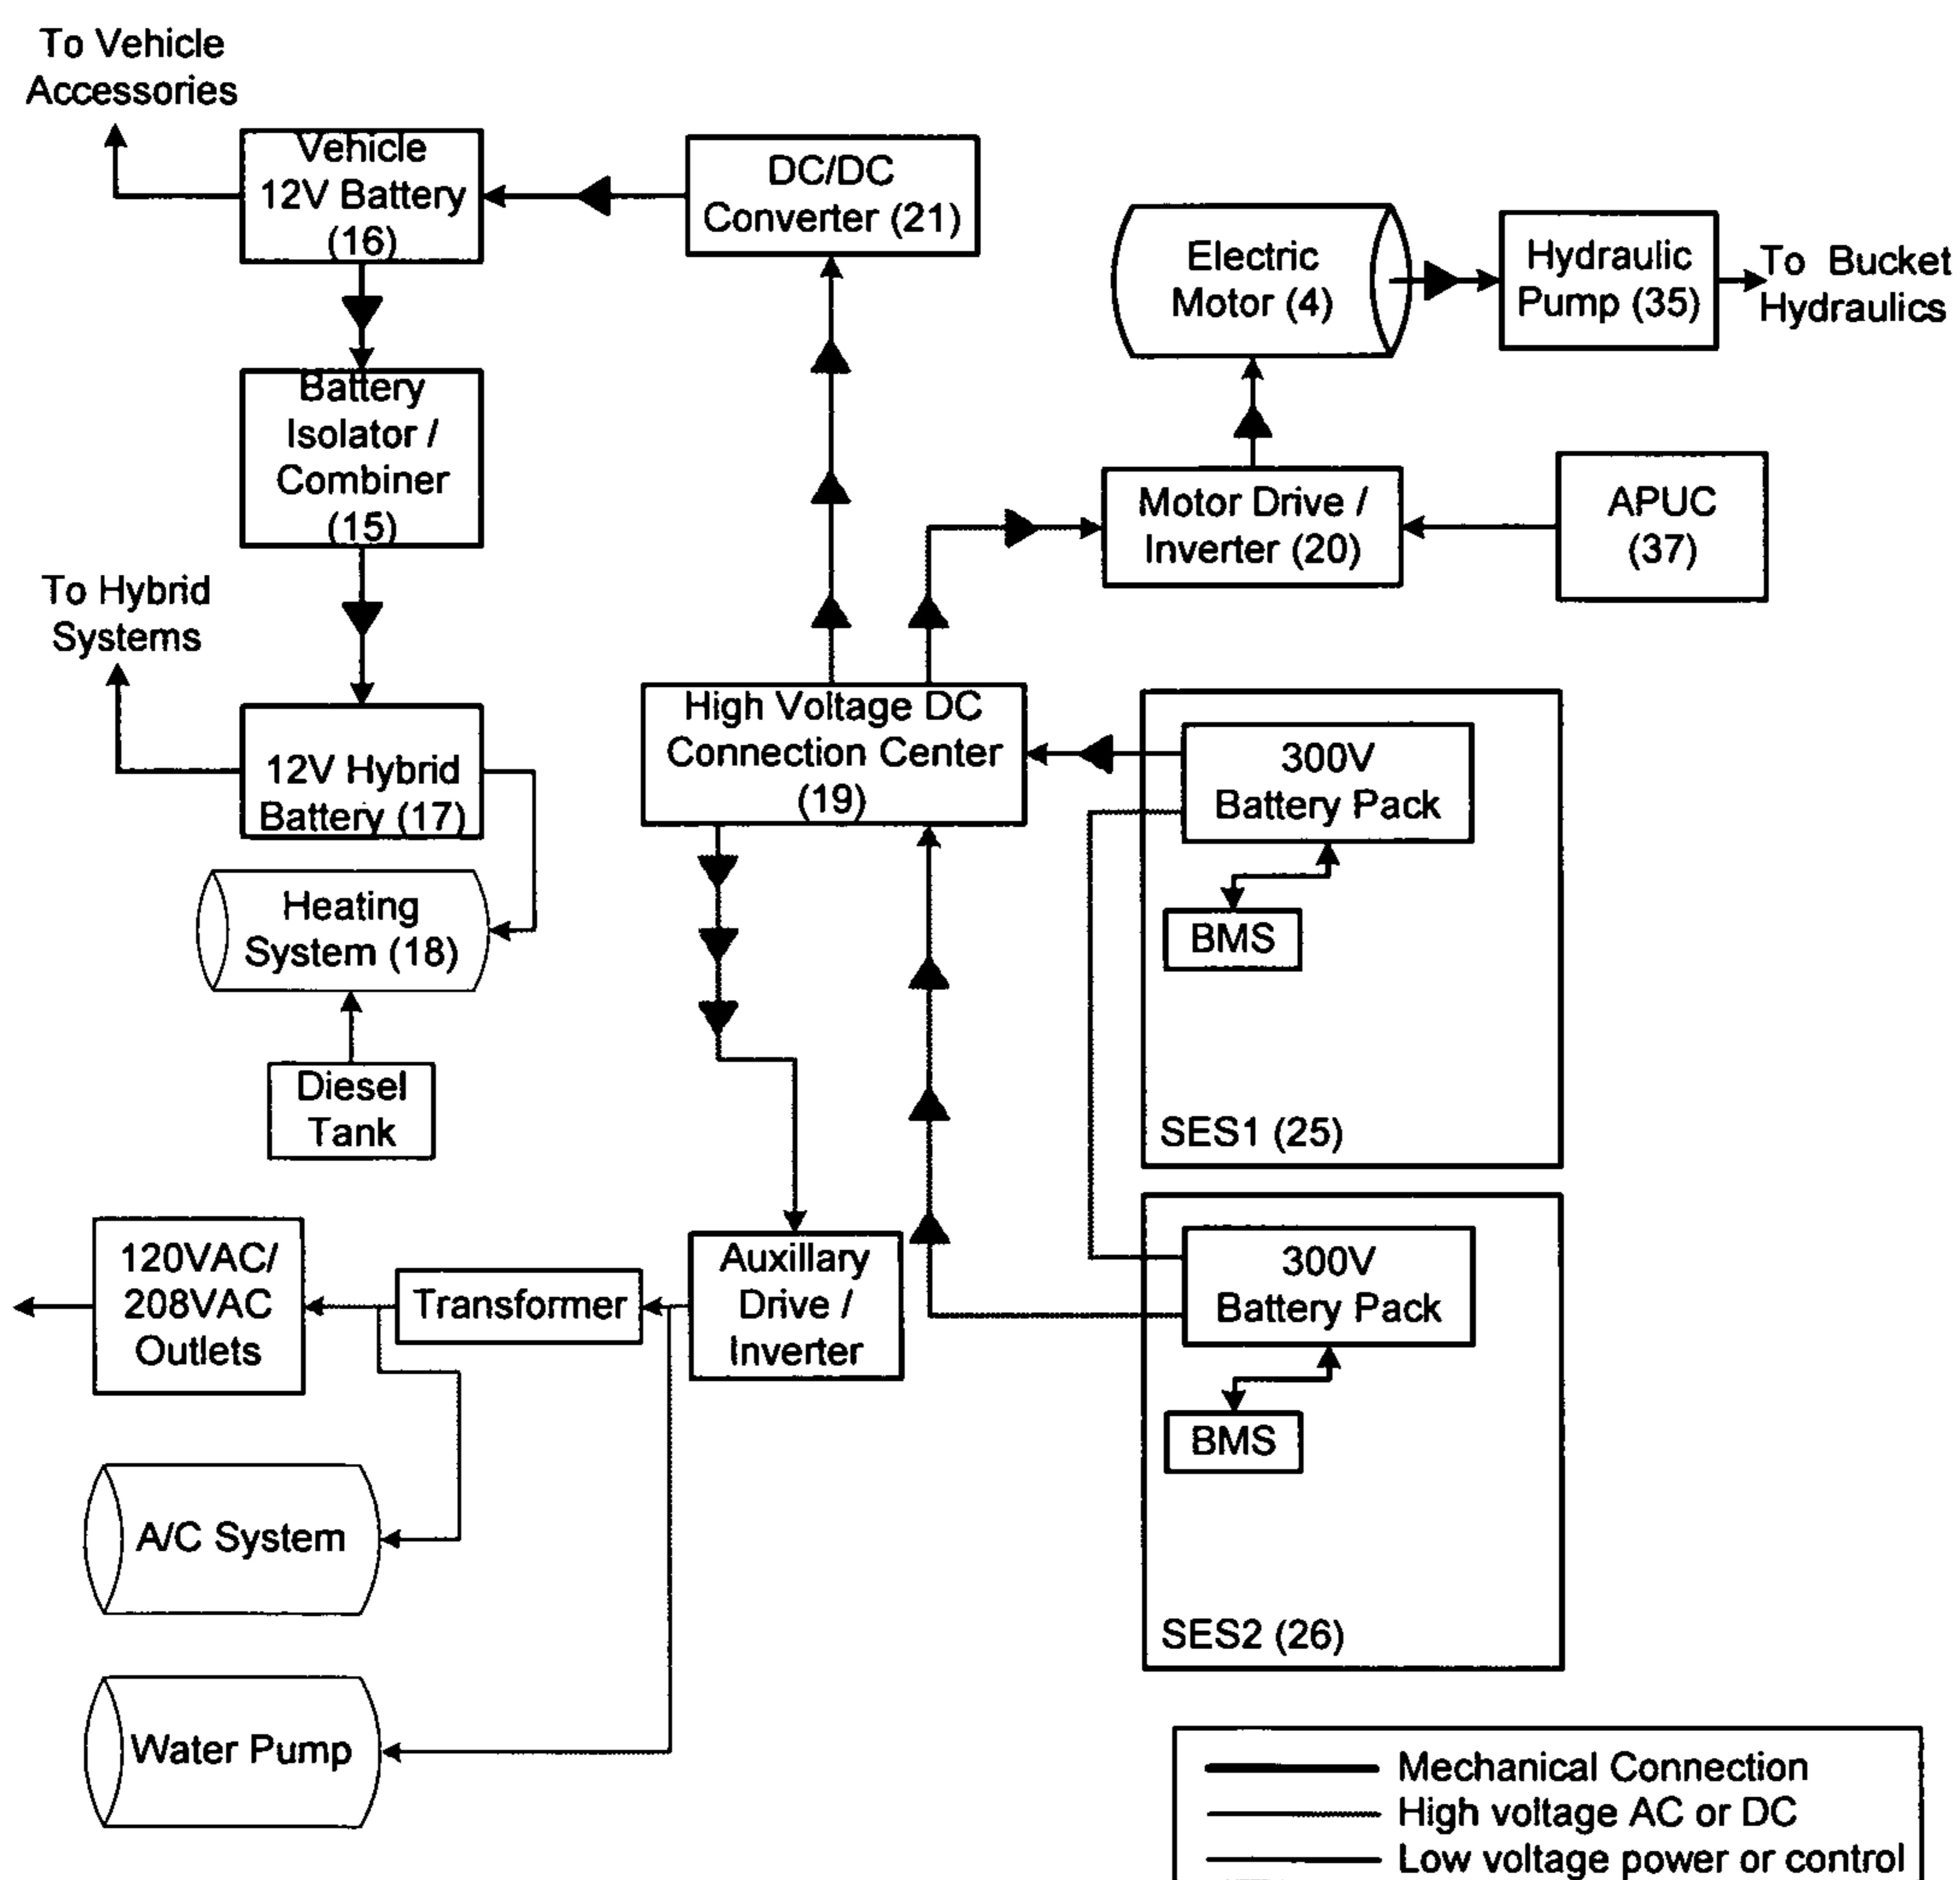 To Vehicle
Accessories
Vehicle
12V Battery
(16)
DC/DC
Converter (21)
Electric
Motor (4)
Hydraulic
Pump (35)
To Bucket
Hydraulics
Battery
Isolator /
Combiner
(15)
Motor Drive /
Inverter (20)
APUC
(37)
To Hybrid
Systems
12V Hybrid
Battery (17)
High Voltage DC
Connection Center
(19)
300V
Battery Pack
BMS
SES1 (25)
Heating
System (18)
Diesel
Tank
120VAC/
208VAC
Outlets
Transformer
Auxillary
Drive /
Inverter
300V
Battery Pack
BMS
SES2 (26)
A/C System
Water Pump
Mechanical Connection
High voltage AC or DC
Low voltage power or control